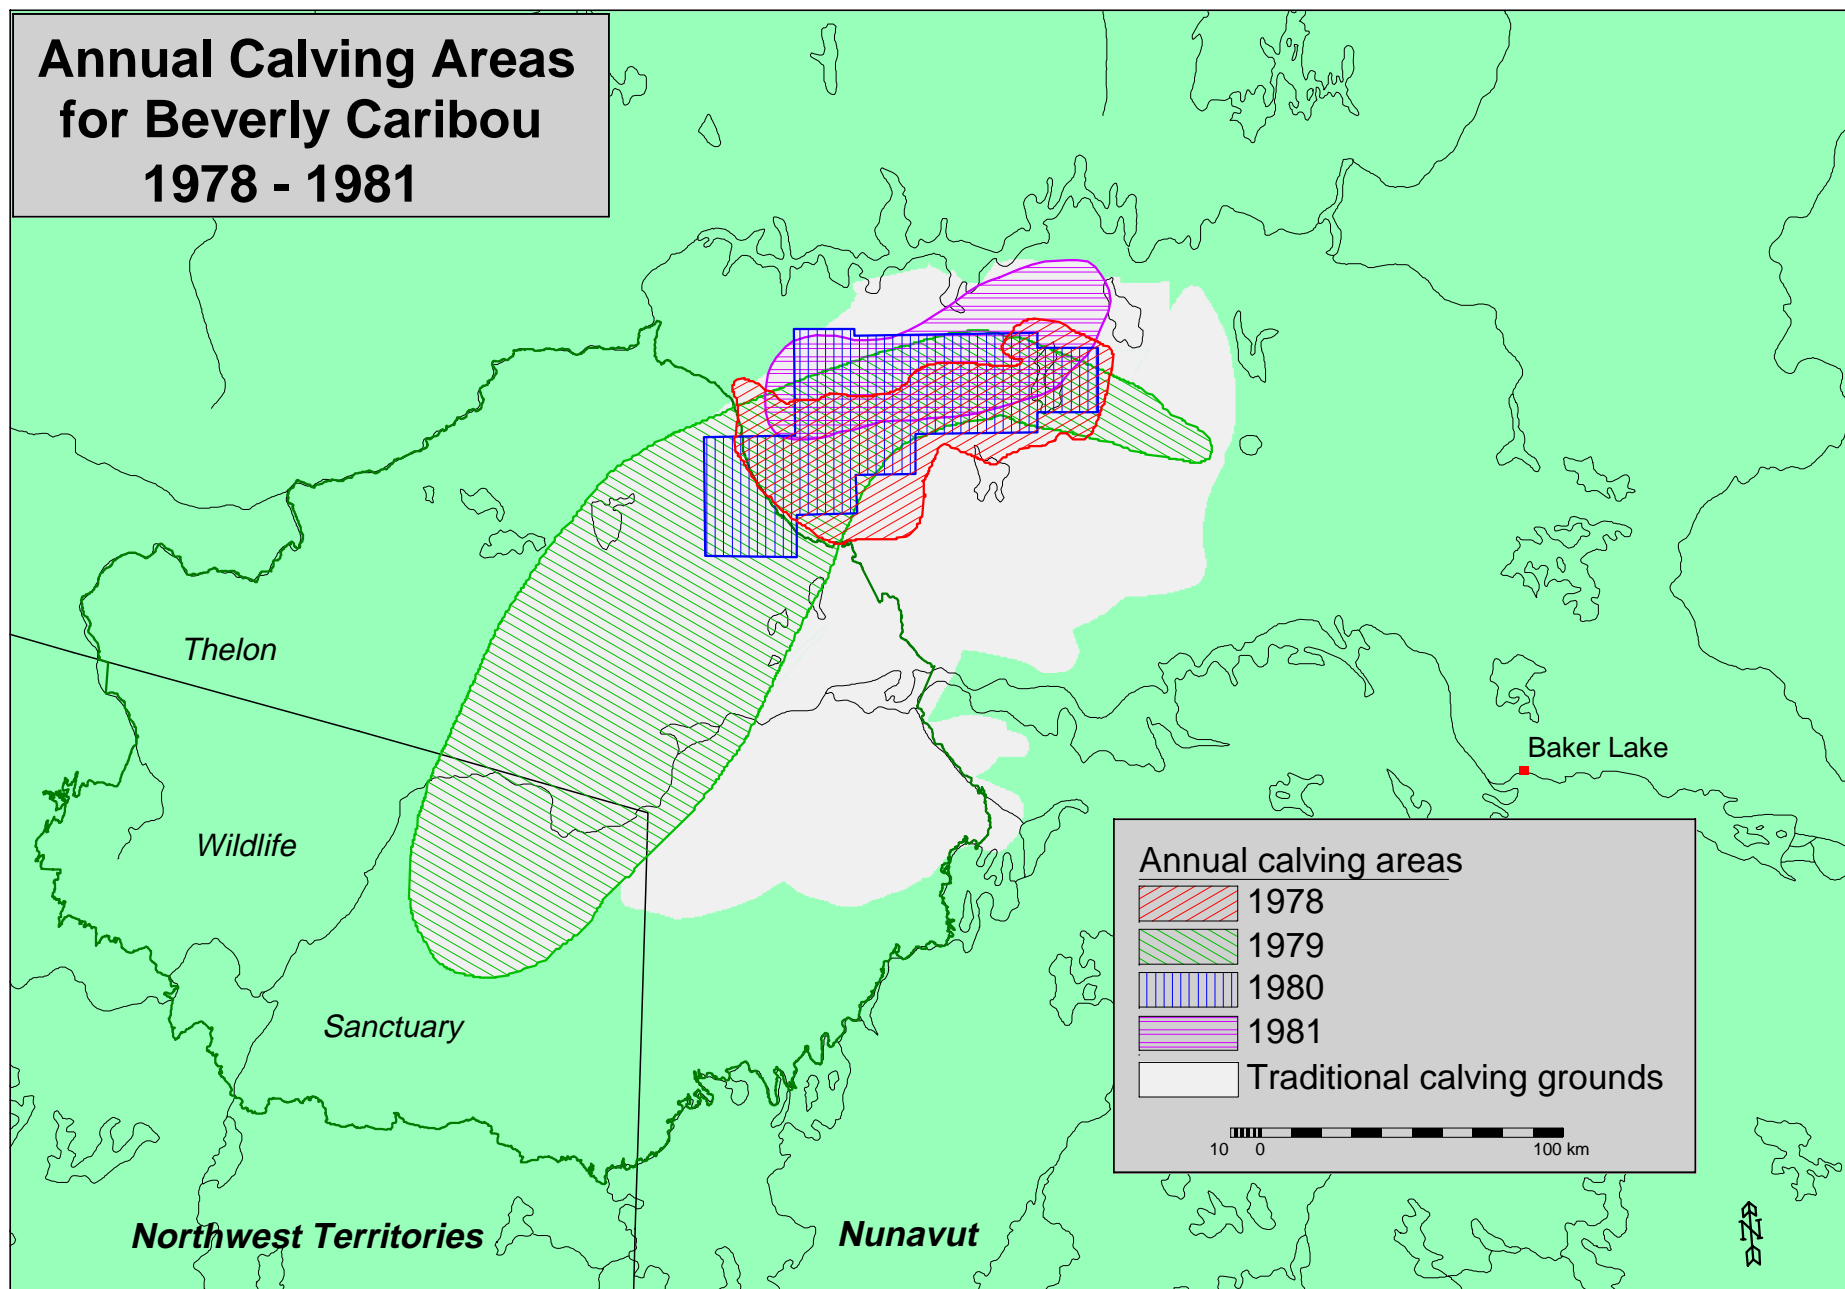 Annual Calving Areas
for Beverly Caribou
1978 - 1981
Thelon
Wildlife
Sanctuary
Baker Lake
Annual calving areas
1978
1979
1980
1981
Traditional calving grounds
10 0 100 km
Northwest Territories
Nunavut
N